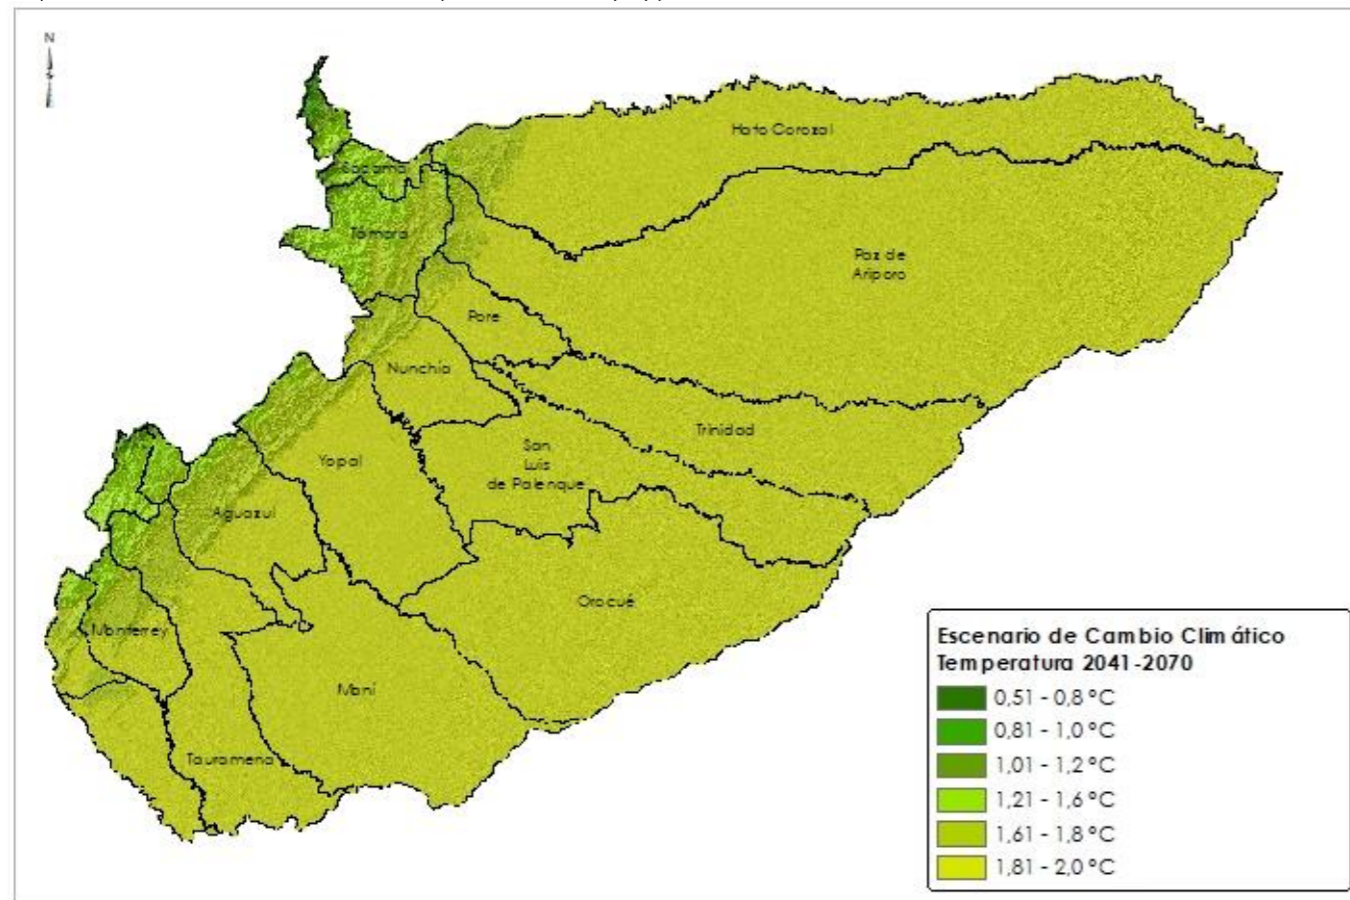 N
Hato Corozal
Sácama
Támara
Paz de
Ariporo
Pore
Nunchía
Trinidad
San
Luis
de Palenque
Yopal
Aguazul
Orocué
Monterrey
Maní
Tauramena
Escenario de Cambio Climático
Temperatura 2041-2070
0,51 - 0,8 °C
0,81 - 1,0 °C
1,01 - 1,2 °C
1,21 - 1,6 °C
1,61 - 1,8 °C
1,81 - 2,0 °C